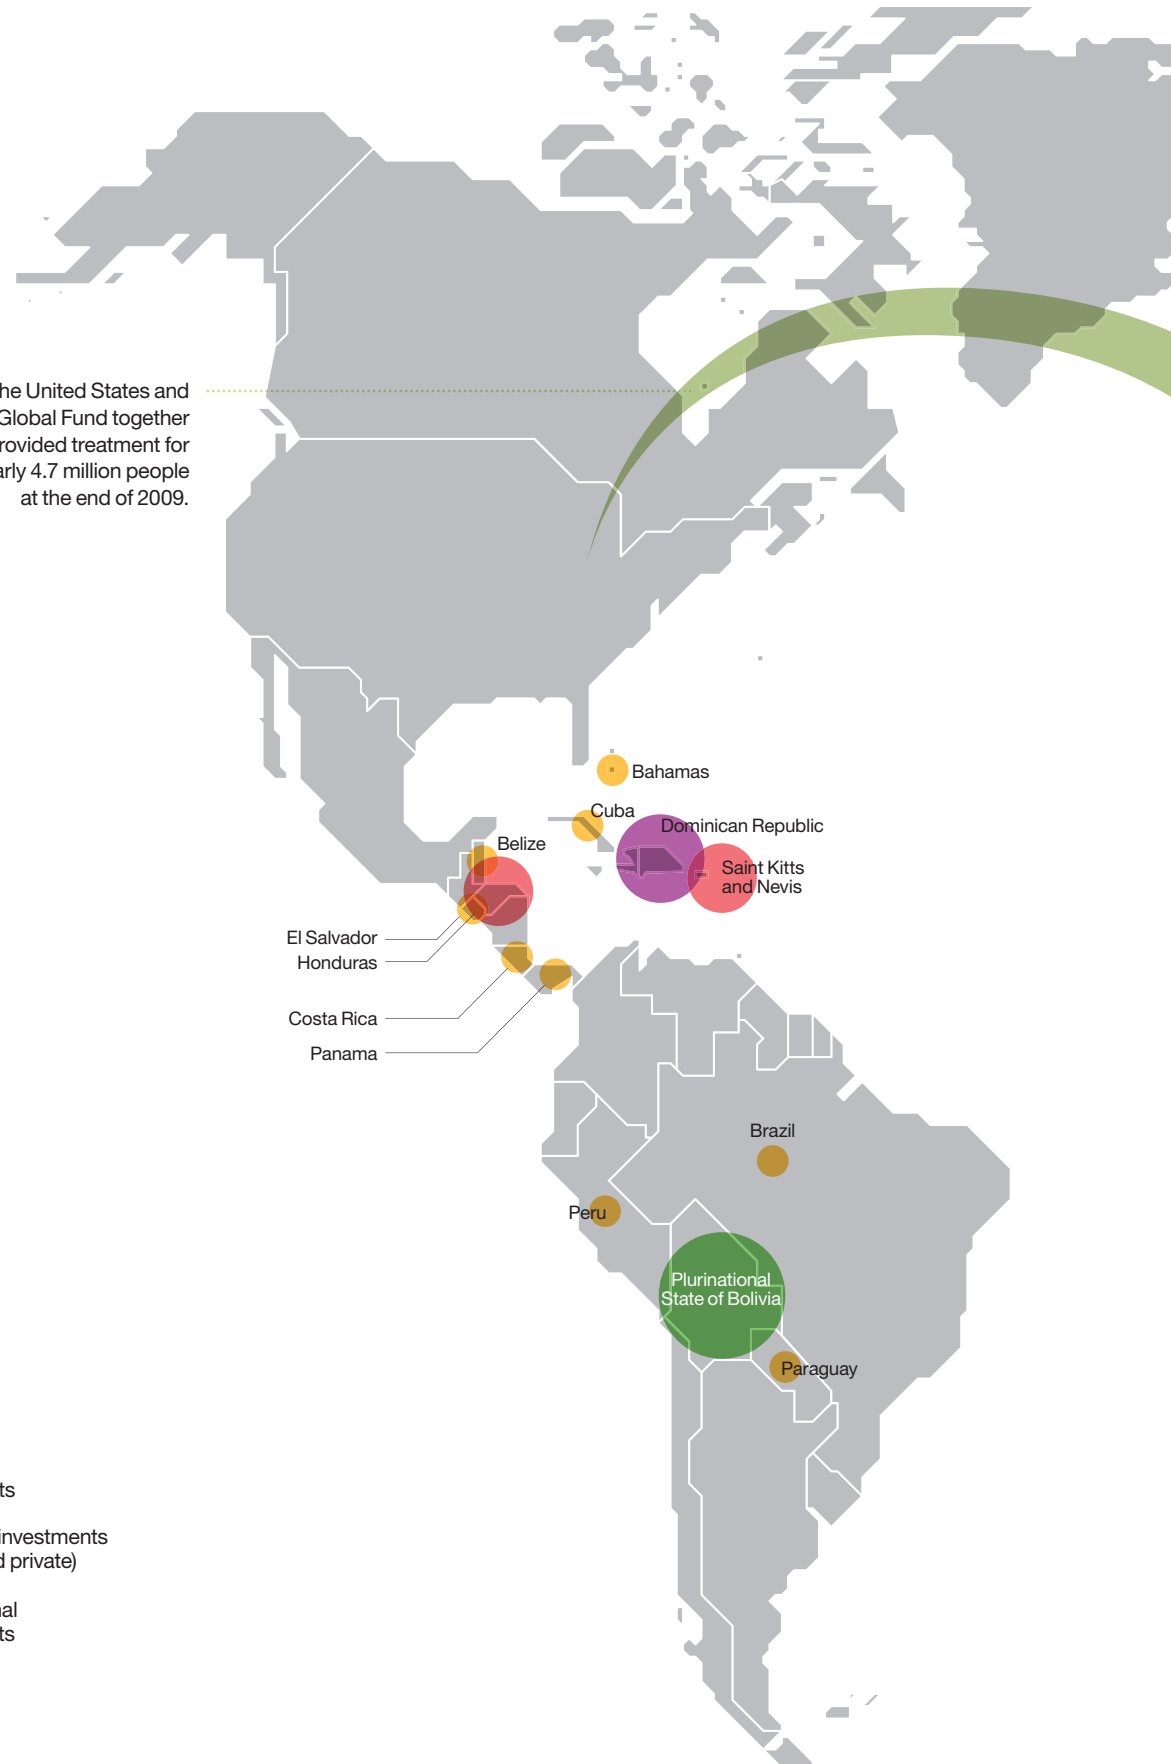 he United States and
Global Fund together
rovided treatment for
arly 4.7 million people
at the end of 2009.
Bahamas
Cuba
Dominican Republic
Belize
Saint Kitts
and Nevis
El Salvador
Honduras
Costa Rica
Panama
Brazil
Peru
Plurinational
State of Bolivia
Paraguay
ts
investments
d private)
nal
ts